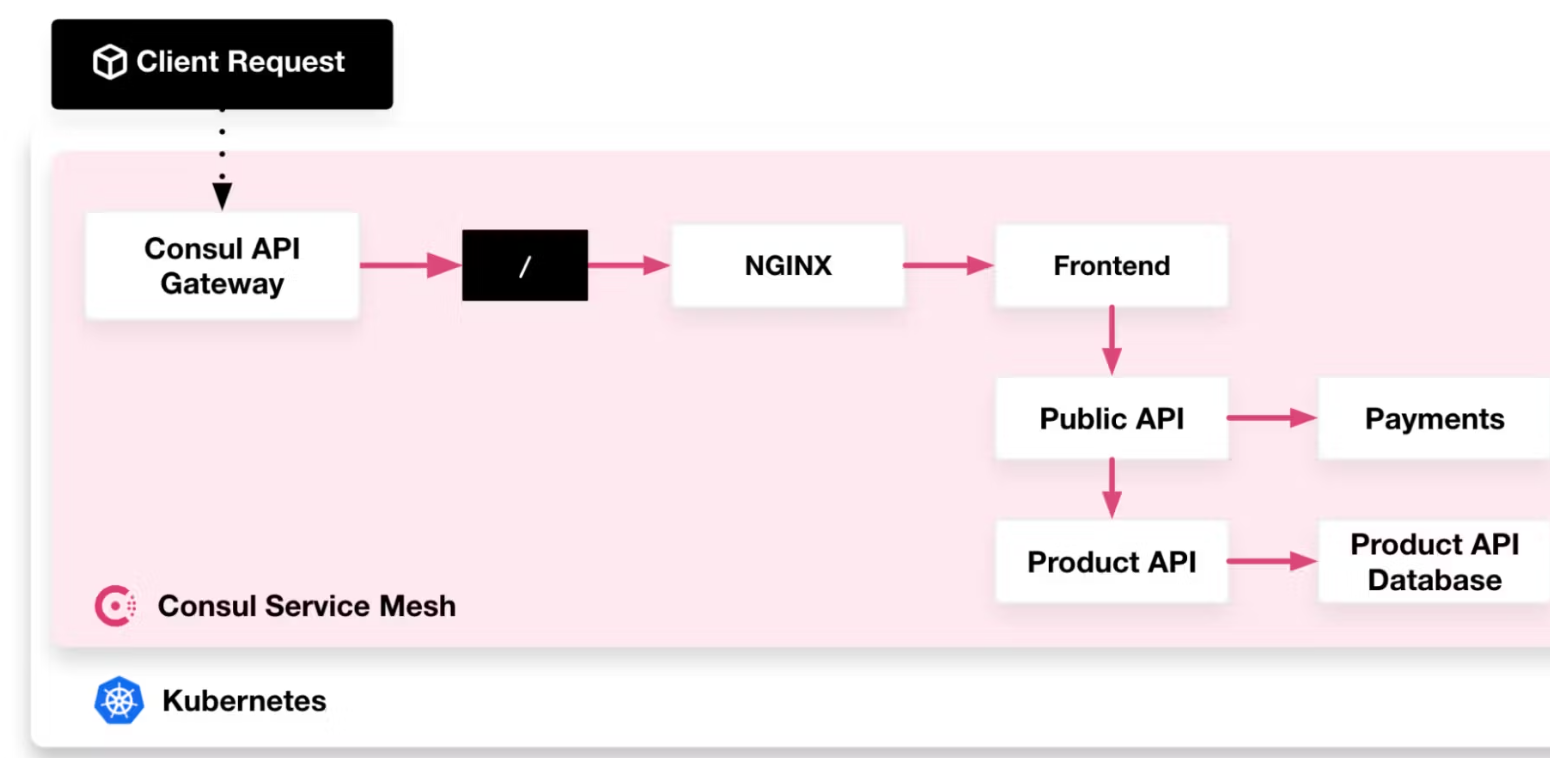 Client Request
Consul API
Gateway
/
NGINX
Frontend
Public API
Payments
Product API
Product API
Database
Consul Service Mesh
Kubernetes